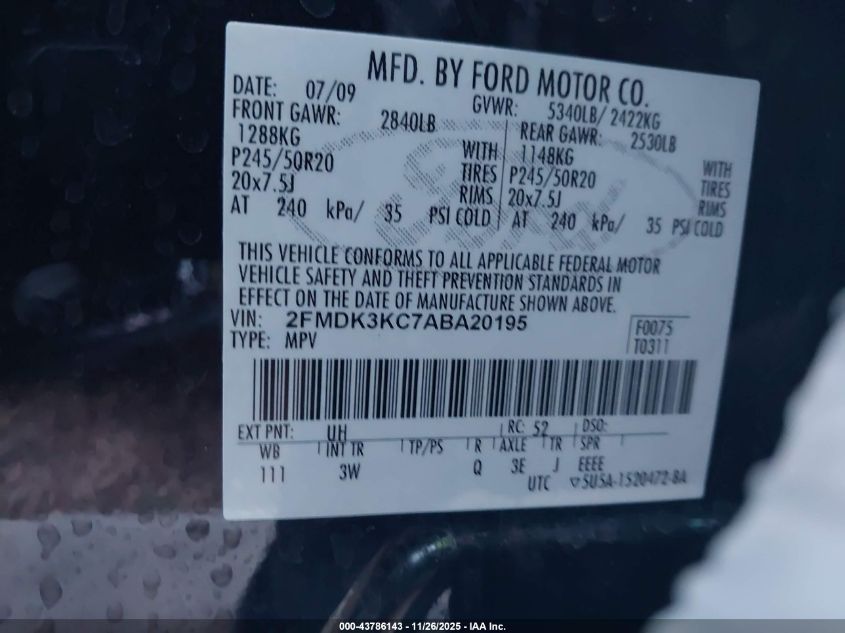 MFD. BY FORD MOTOR CO.
DATE: 07/09 GVWR: 5340LB/ 2422KG
FRONT GAWR: 2840LB REAR GAWR: 2530LB
1288KG WITH 1148KG WITH
P245/50R20 TIRES P245/50R20 TIRES
20x7.5J RIMS 20x7.5J RIMS
AT 240 kPa/ 35 PSI COLD AT 240 kPa/ 35 PSI COLD
THIS VEHICLE CONFORMS TO ALL APPLICABLE FEDERAL MOTOR
VEHICLE SAFETY AND THEFT PREVENTION STANDARDS IN
EFFECT ON THE DATE OF MANUFACTURE SHOWN ABOVE.
VIN: 2FMDK3KC7ABA20195 F0075
TYPE: MPV T0311
EXT PNT: UH RC: 52 DSO:
WB INT TR TP/PS R AXLE TR SPR
111 3W Q 3E J EEEE
UTC ▽5U5A-1520472-BA
000-43786143 - 11/26/2025 - IAA Inc.